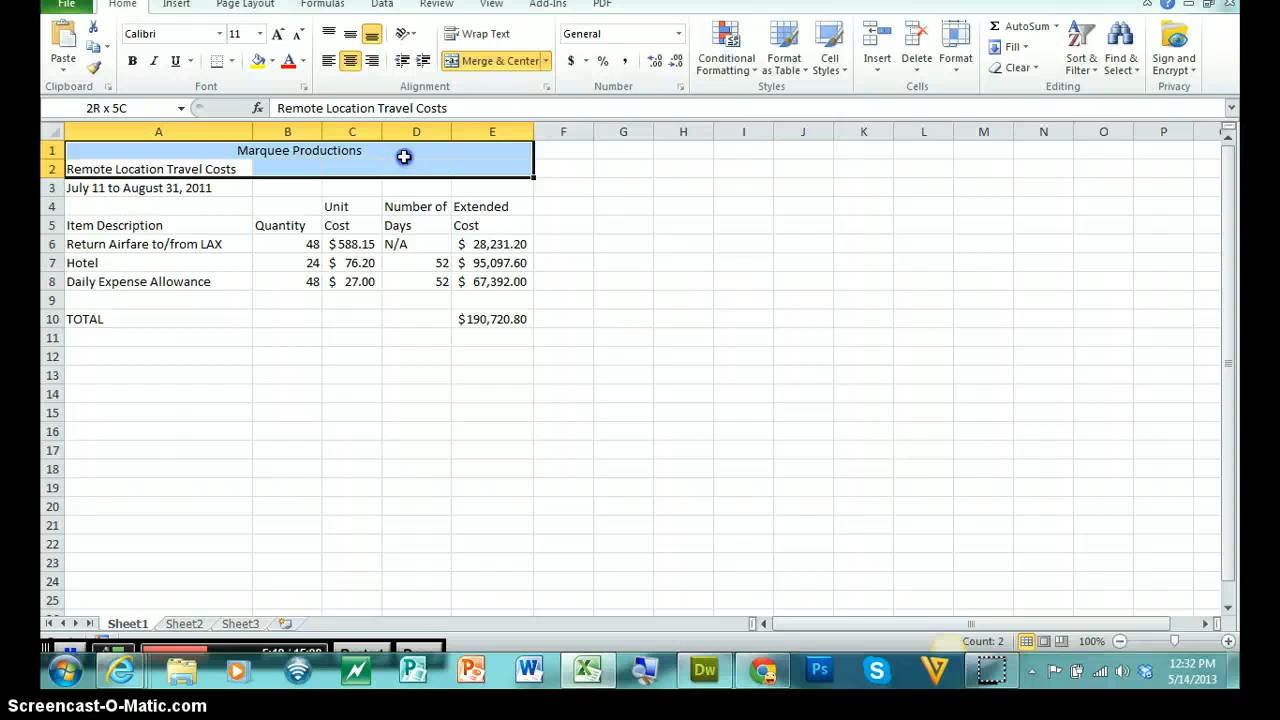 File Home Insert Page Layout Formulas Data Review View Add-Ins PDF
Calibri 11 A A Wrap Text General AutoSum
Paste B I U A Merge & Center $ % , Conditional Formatting Format as Table Cell Styles Insert Delete Format Fill Clear Sort & Filter Find & Select Sign and Encrypt
Clipboard Font Alignment Number Styles Cells Editing Privacy
2R x 5C fx Remote Location Travel Costs
A B C D E F G H I J K L M N O P
1 Marquee Productions
2 Remote Location Travel Costs
3 July 11 to August 31, 2011
4 Unit Number of Extended
5 Item Description Quantity Cost Days Cost
6 Return Airfare to/from LAX 48 $ 588.15 N/A $ 28,231.20
7 Hotel 24 $ 76.20 52 $ 95,097.60
8 Daily Expense Allowance 48 $ 27.00 52 $ 67,392.00
9
10 TOTAL $ 190,720.80
11
12
13
14
15
16
17
18
19
20
21
22
23
24
25
Sheet1 Sheet2 Sheet3
Count: 2 100%
Dw Ps 12:32 PM
5/14/2013
Screencast-O-Matic.com